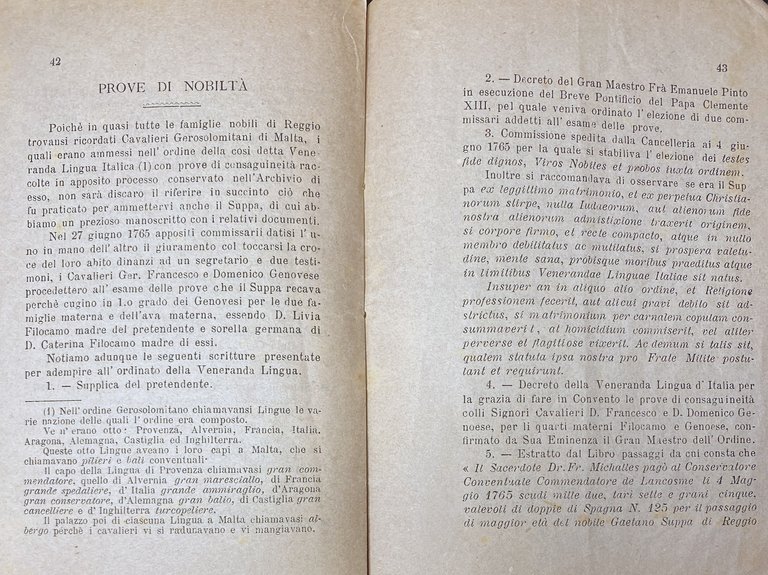 42
PROVE DI NOBILTÀ
Poichè in quasi tutte le famiglie nobili di Reggio
trovansi ricordati Cavalieri Gerosolomitani di Malta, i
quali erano ammessi nell' ordine della così detta Vene
randa Lingua Italica (1) con prove di consaguineità rac
colte in apposito processo conservato nell'Archivio di
esso, non sarà discaro il riferire in succinto ciò che
fu praticato per ammettervi anche il Suppa, di cui ab-
biamo un prezioso manoscritto con i relativi documenti.
Nel 27 giugno 1765 appositi commissarii datisi l' u-
no in mano dell'altro il giuramento col toccarsi la cro-
ce del loro abito dinanzi ad un segretario e due testi-
moni, i Cavalieri Ger. Francesco e Domenico Genovese
procedettero all' esame delle prove che il Suppa recava
perchè cugino in 1.o grado dei Genovesi per le due fa-
miglie materna e dell'ava materna, essendo D. Livia
Filocamo madre del pretendente e sorella germana di
D. Caterina Filocamo madre di essi.
Notiamo adunque le seguenti scritture presentate
per adempire all'ordinato della Veneranda Lingua.
1. — Supplica del pretendente.
(1) Nell'ordine Gerosolomitano chiamavansi Lingue le va-
rie nazione delle quali l'ordine era composto.
Ve n'erano otto: Provenza, Alvernia, Francia, Italia.
Aragona, Alemagna, Castiglia ed Inghilterra.
Queste otto Lingue aveano i loro capi a Malta, che si
chiamavano pilieri e bali conventuali.
Il capo della Lingua di Provenza chiamavasi gran com-
mendatore, quello di Alvernia gran maresciallo, di Francia
grande spedaliere, d' Italia grande ammiraglio, d'Aragona
gran conservatore, d'Alemagna gran balio, di Castiglia gran
cancelliere e d' Inghilterra turcopeliere.
Il palazzo poi di ciascuna Lingua a Malta chiamavasi al-
bergo perchè i cavalieri vi si radunavano e vi mangiavano.
43
2. — Decreto del Gran Maestro Frà Emanuele Pinto
in esecuzione del Breve Pontificio del Papa Clemente
XIII, pel quale veniva ordinato l'elezione di due com-
missari addetti all'esame delle prove.
3. Commissione spedita dalla Cancelleria ai 4 giu-
gno 1765 per la quale si stabiliva l'elezione dei testes
fide dignos, Viros Nobiles et probos iuxta ordinem.
Inoltre si raccomandava di osservare se era il Sup
pa ex leggittimo matrimonio, et ex perpetua Christia-
norum stirpe, nulla Iudaeorum, aut alienorum fide
nostra alienorum admistxione traxerit originem,
si corpore firmo, et recte compacto, atque in nullo
membro debilitatus ac mutilatus, si prospera valetu-
dine, mente sana, probisque moribus praeditus atque
in limilibus Venerandae Linguae Italiae sit natus.
Insuper an in aliquo alio ordine, et Religione
professionem fecerit, aut alicui gravi debito sit ad-
strictus, si matrimonium per carnalem copulam con-
summaverit, al homicidium commiserit, vel aliter
perverse et flagitiose vixerit. Ac demum si talis sit,
qualem statuta ipsa nostra pro Frale Milite postu-
lant et requirunt.
4. — Decreto della Veneranda Lingua d' Italia per
la grazia di fare in Convento le prove di consaguineità
colli Signori Cavalieri D. Francesco e D. Domenico Ge-
noese, per li quarti materni Filocamo e Genoese, con-
firmato da Sua Eminenza il Gran Maestro dell'Ordine.
5. — Estratto dal Libro passaggi da cui consta che
« Il Sacerdote Dr. Fr. Michalles pagò al Conservatore
Conventuale Commendatore de Lancosme li 4 Mag-
gio 1765 scudi mille due, tari sette e grani cinque.
valevoli di doppie di Spagna N. 125 per il passaggio
di maggior età del nobile Gaetano Suppa di Reggio